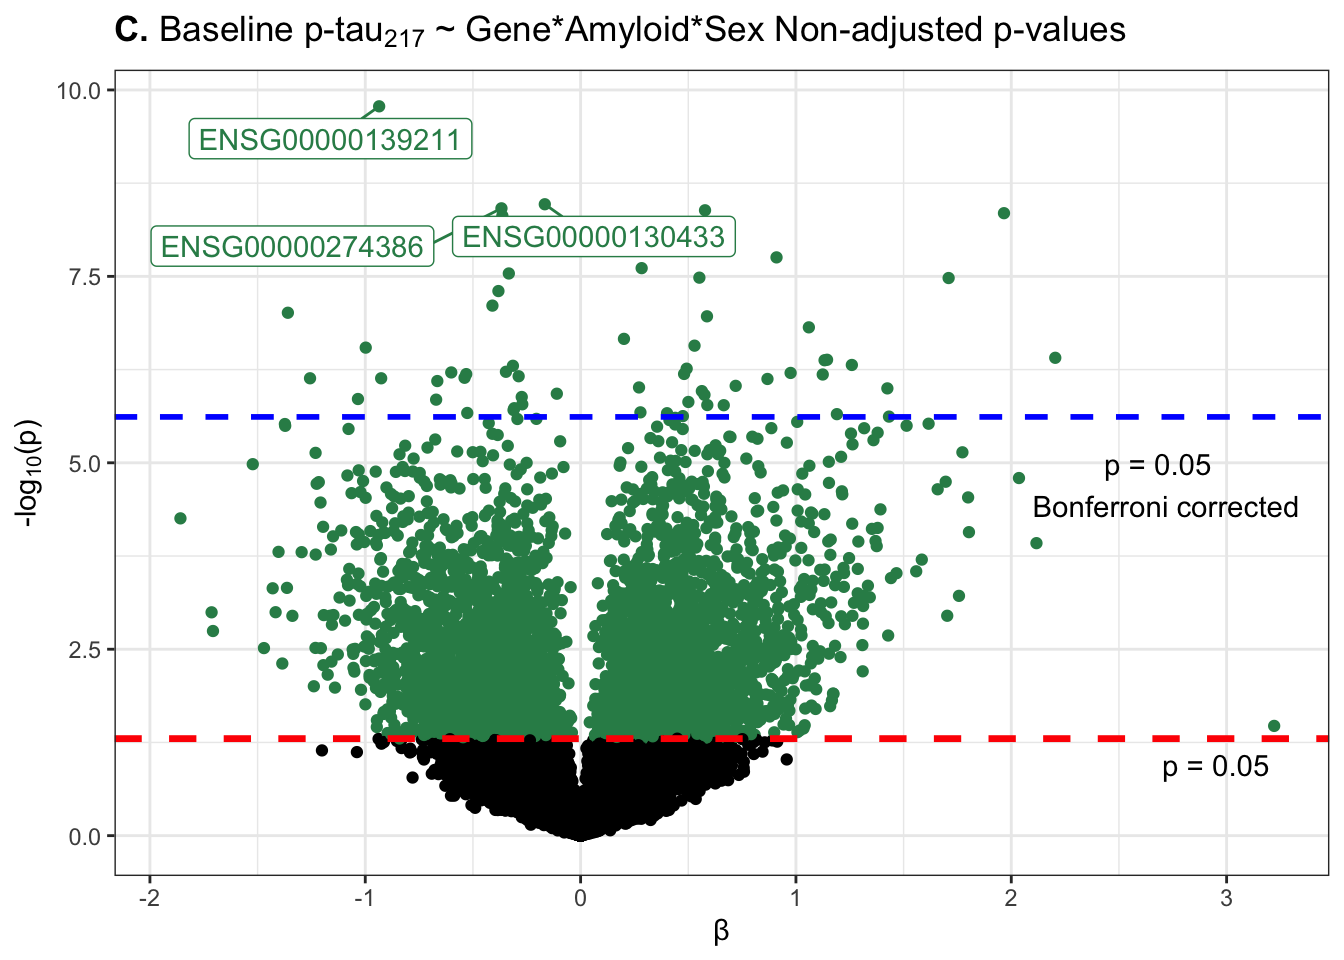 C. Baseline p-tau₂₁₇ ~ Gene*Amyloid*Sex Non-adjusted p-values
10.0
ENSG00000139211
ENSG00000274386
ENSG00000130433
7.5
-log₁₀(p)
5.0
p = 0.05
Bonferroni corrected
2.5
p = 0.05
0.0
-2
-1
0
1
2
3
β